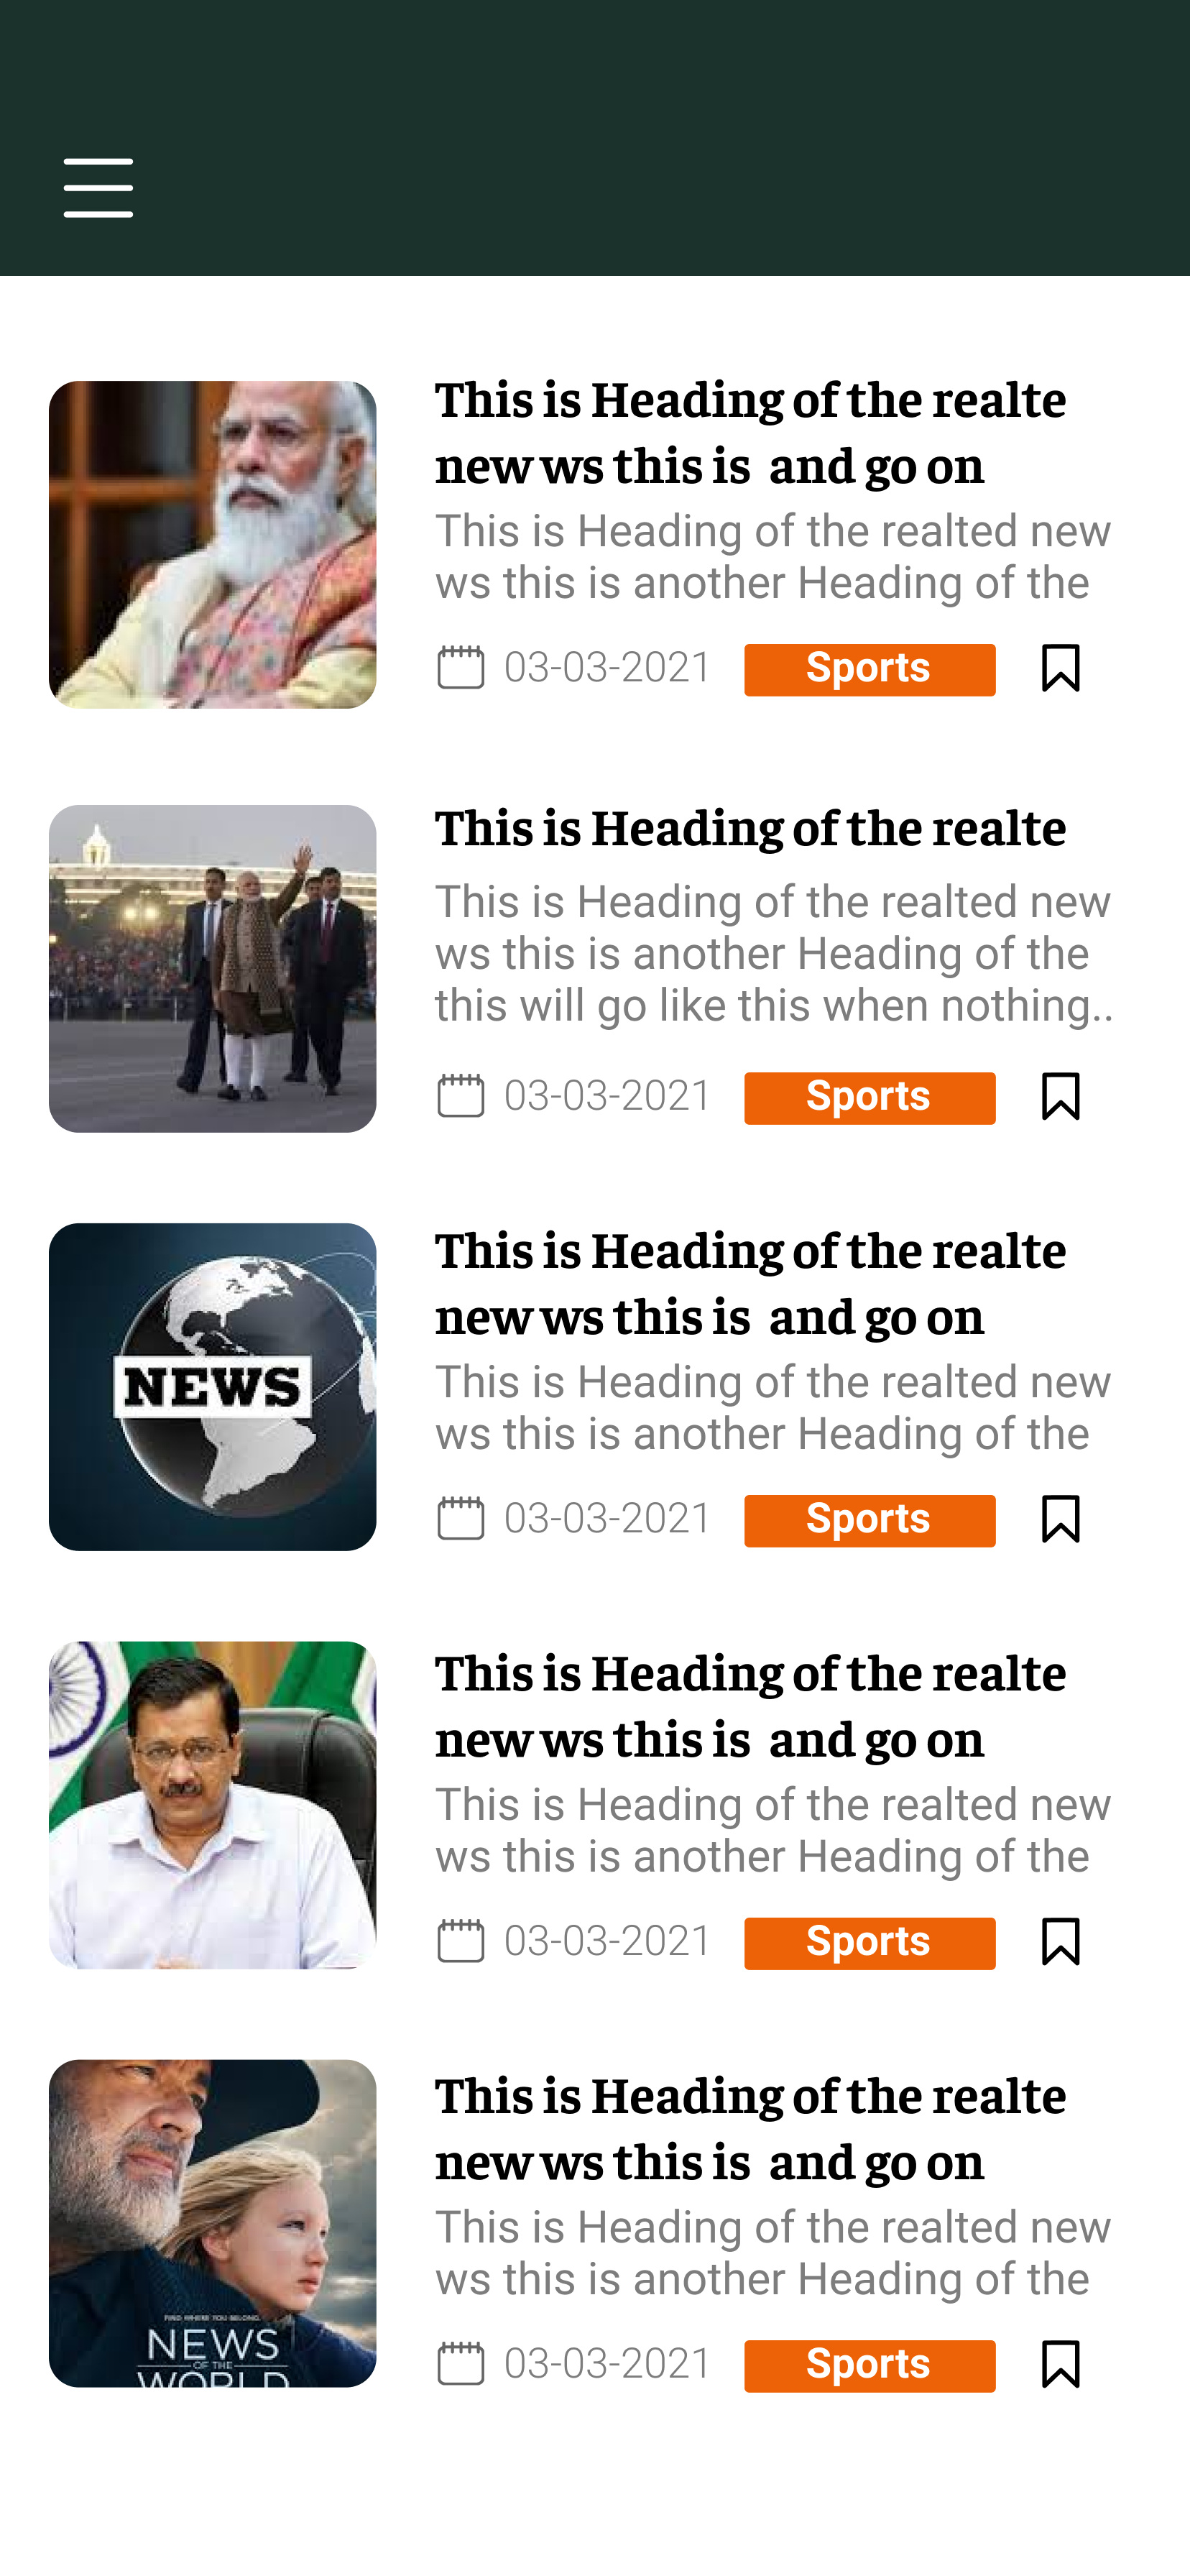 This is Heading of the realte
new ws this is  and go on
This is Heading of the realted new
ws this is another Heading of the
03-03-2021 Sports
This is Heading of the realte
This is Heading of the realted new
ws this is another Heading of the
this will go like this when nothing..
03-03-2021 Sports
NEWS
This is Heading of the realte
new ws this is  and go on
This is Heading of the realted new
ws this is another Heading of the
03-03-2021 Sports
This is Heading of the realte
new ws this is  and go on
This is Heading of the realted new
ws this is another Heading of the
03-03-2021 Sports
FIND WHERE YOU BELONG.
NEWS
OF THE
WORLD
This is Heading of the realte
new ws this is  and go on
This is Heading of the realted new
ws this is another Heading of the
03-03-2021 Sports